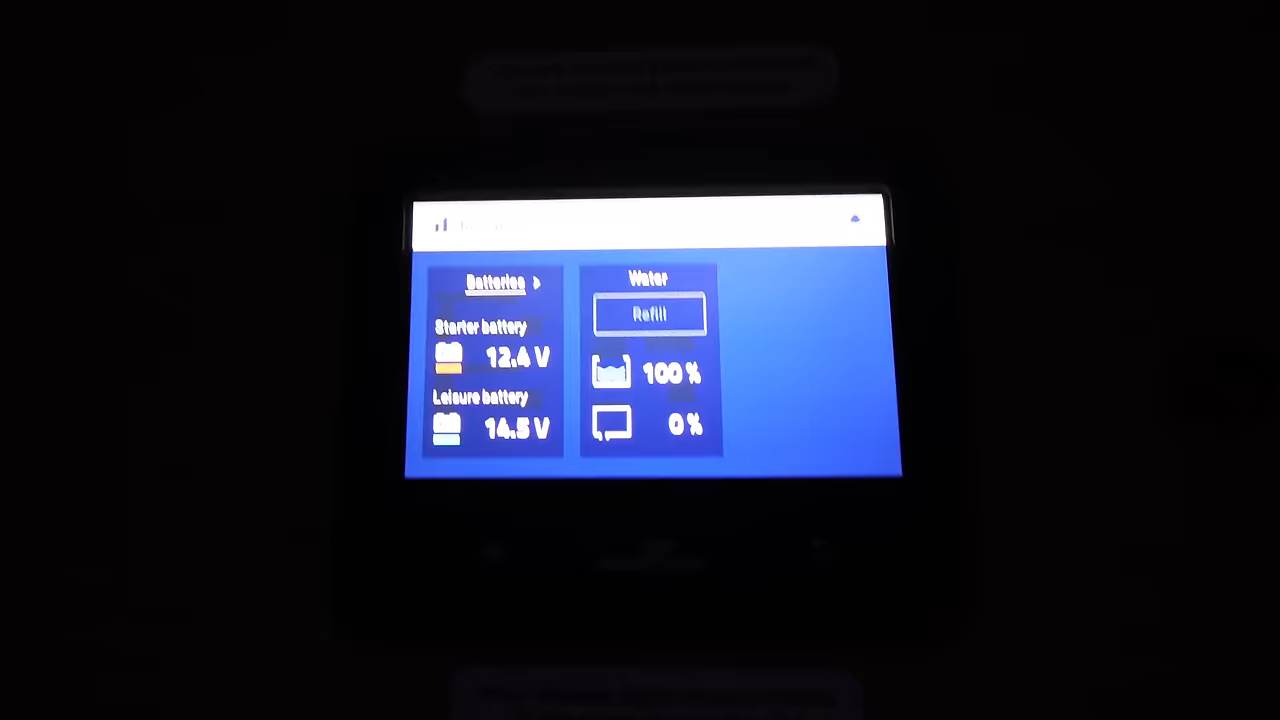 Batteries
Starter battery
12.4 V
Leisure battery
14.5 V
Water
Refill
100 %
0 %